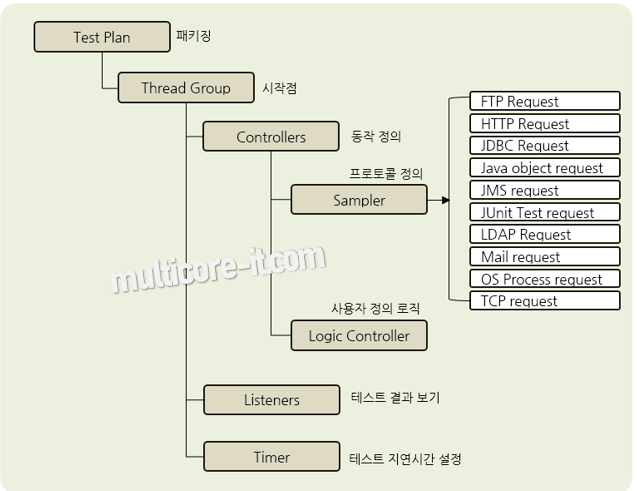 Test Plan 패키징
Thread Group 시작점
Controllers 동작 정의
프로토콜 정의
Sampler
FTP Request
HTTP Request
JDBC Request
Java object request
JMS request
JUnit Test request
LDAP Request
Mail request
OS Process request
TCP request
multicore-it.com
사용자 정의 로직
Logic Controller
Listeners 테스트 결과 보기
Timer 테스트 지연시간 설정